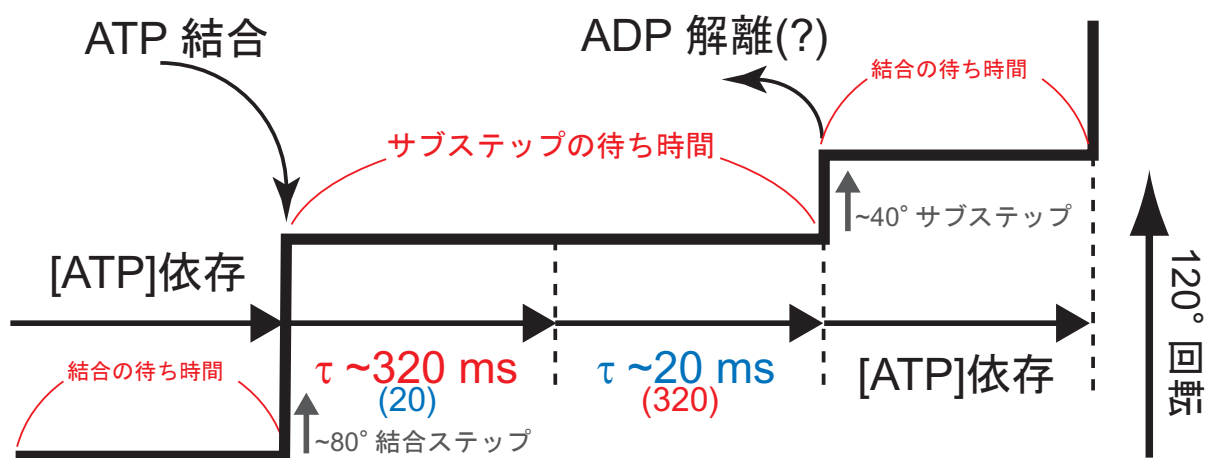 ATP 結合
ADP 解離(?)
結合の待ち時間
サブステップの待ち時間
~40° サブステップ
[ATP]依存
120° 回転
結合の待ち時間
τ ~320 ms
(20)
τ ~20 ms
(320)
[ATP]依存
~80° 結合ステップ